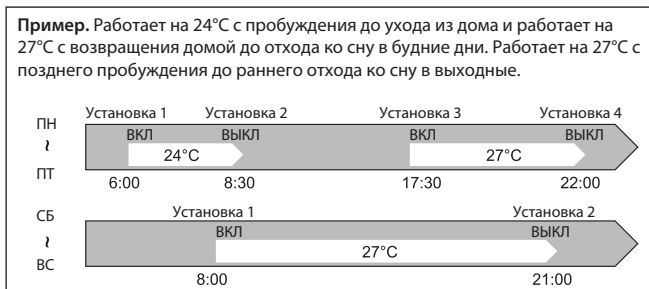 Пример. Работает на 24°C с пробуждения до ухода из дома и работает на
27°C с возвращения домой до отхода ко сну в будние дни. Работает на 27°C с
позднего пробуждения до раннего отхода ко сну в выходные.
Установка 1 Установка 2 Установка 3 Установка 4
ПН ВКЛ ВЫКЛ ВКЛ ВЫКЛ
~ 24°C 27°C
ПТ
6:00 8:30 17:30 22:00
СБ Установка 1 Установка 2
ВКЛ ВЫКЛ
~ 27°C
ВС
8:00 21:00